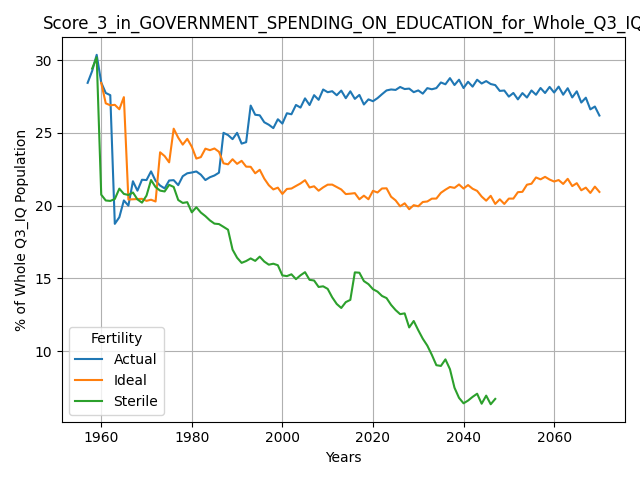 Score_3_in_GOVERNMENT_SPENDING_ON_EDUCATION_for_Whole_Q3_IQ
% of Whole Q3_IQ Population
30
25
20
15
10
Fertility
Actual
Ideal
Sterile
1960 1980 2000 2020 2040 2060
Years